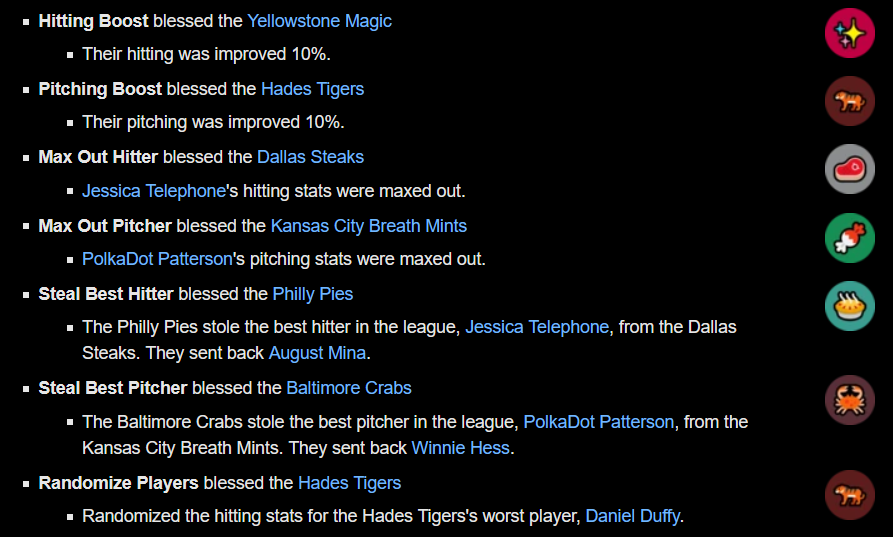 Hitting Boost blessed the Yellowstone Magic
Their hitting was improved 10%.
Pitching Boost blessed the Hades Tigers
Their pitching was improved 10%.
Max Out Hitter blessed the Dallas Steaks
Jessica Telephone's hitting stats were maxed out.
Max Out Pitcher blessed the Kansas City Breath Mints
PolkaDot Patterson's pitching stats were maxed out.
Steal Best Hitter blessed the Philly Pies
The Philly Pies stole the best hitter in the league, Jessica Telephone, from the Dallas
Steaks. They sent back August Mina.
Steal Best Pitcher blessed the Baltimore Crabs
The Baltimore Crabs stole the best pitcher in the league, PolkaDot Patterson, from the
Kansas City Breath Mints. They sent back Winnie Hess.
Randomize Players blessed the Hades Tigers
Randomized the hitting stats for the Hades Tigers's worst player, Daniel Duffy.